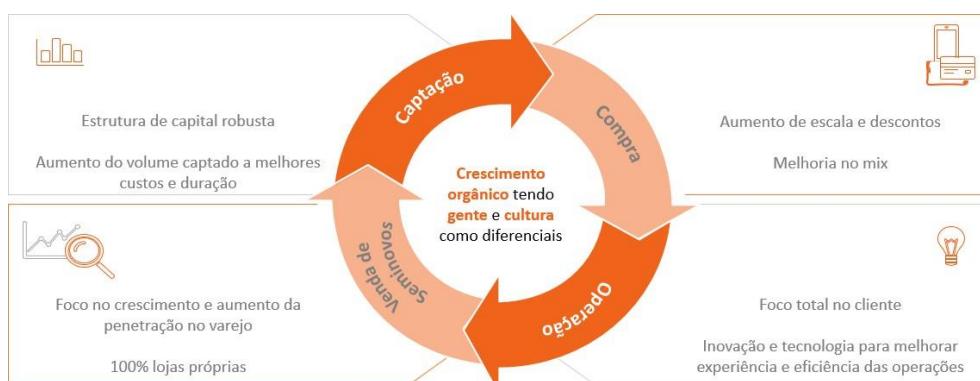 Estrutura de capital robusta
Aumento do volume captado a melhores
custos e duração
Captação
Compra
Aumento de escala e descontos
Melhoria no mix
Crescimento
orgânico tendo
gente e cultura
como diferenciais
Foco no crescimento e aumento da
penetração no varejo
100% lojas próprias
Venda de
Seminovos
Operação
Foco total no cliente
Inovação e tecnologia para melhorar
experiência e eficiência das operações